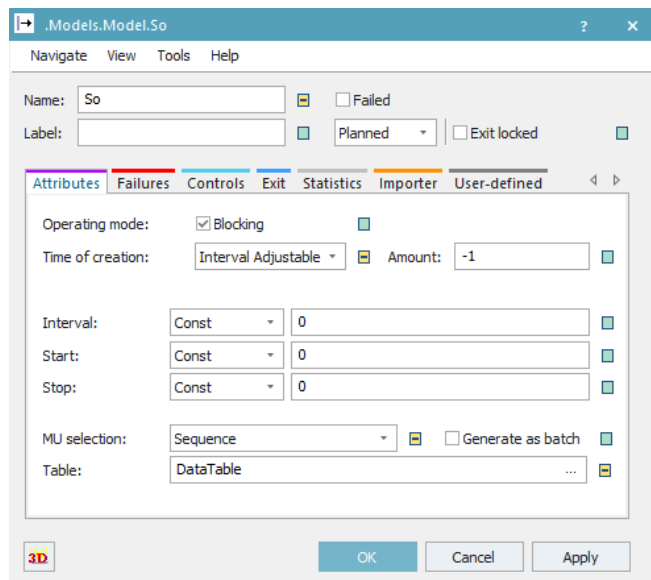 .Models.Model.So ? ×
Navigate View Tools Help
Name: So Failed
Label: Planned Exit locked
Attributes Failures Controls Exit Statistics Importer User-defined
Operating mode: Blocking
Time of creation: Interval Adjustable Amount: -1
Interval: Const 0
Start: Const 0
Stop: Const 0
MU selection: Sequence Generate as batch
Table: DataTable ...
3D OK Cancel Apply